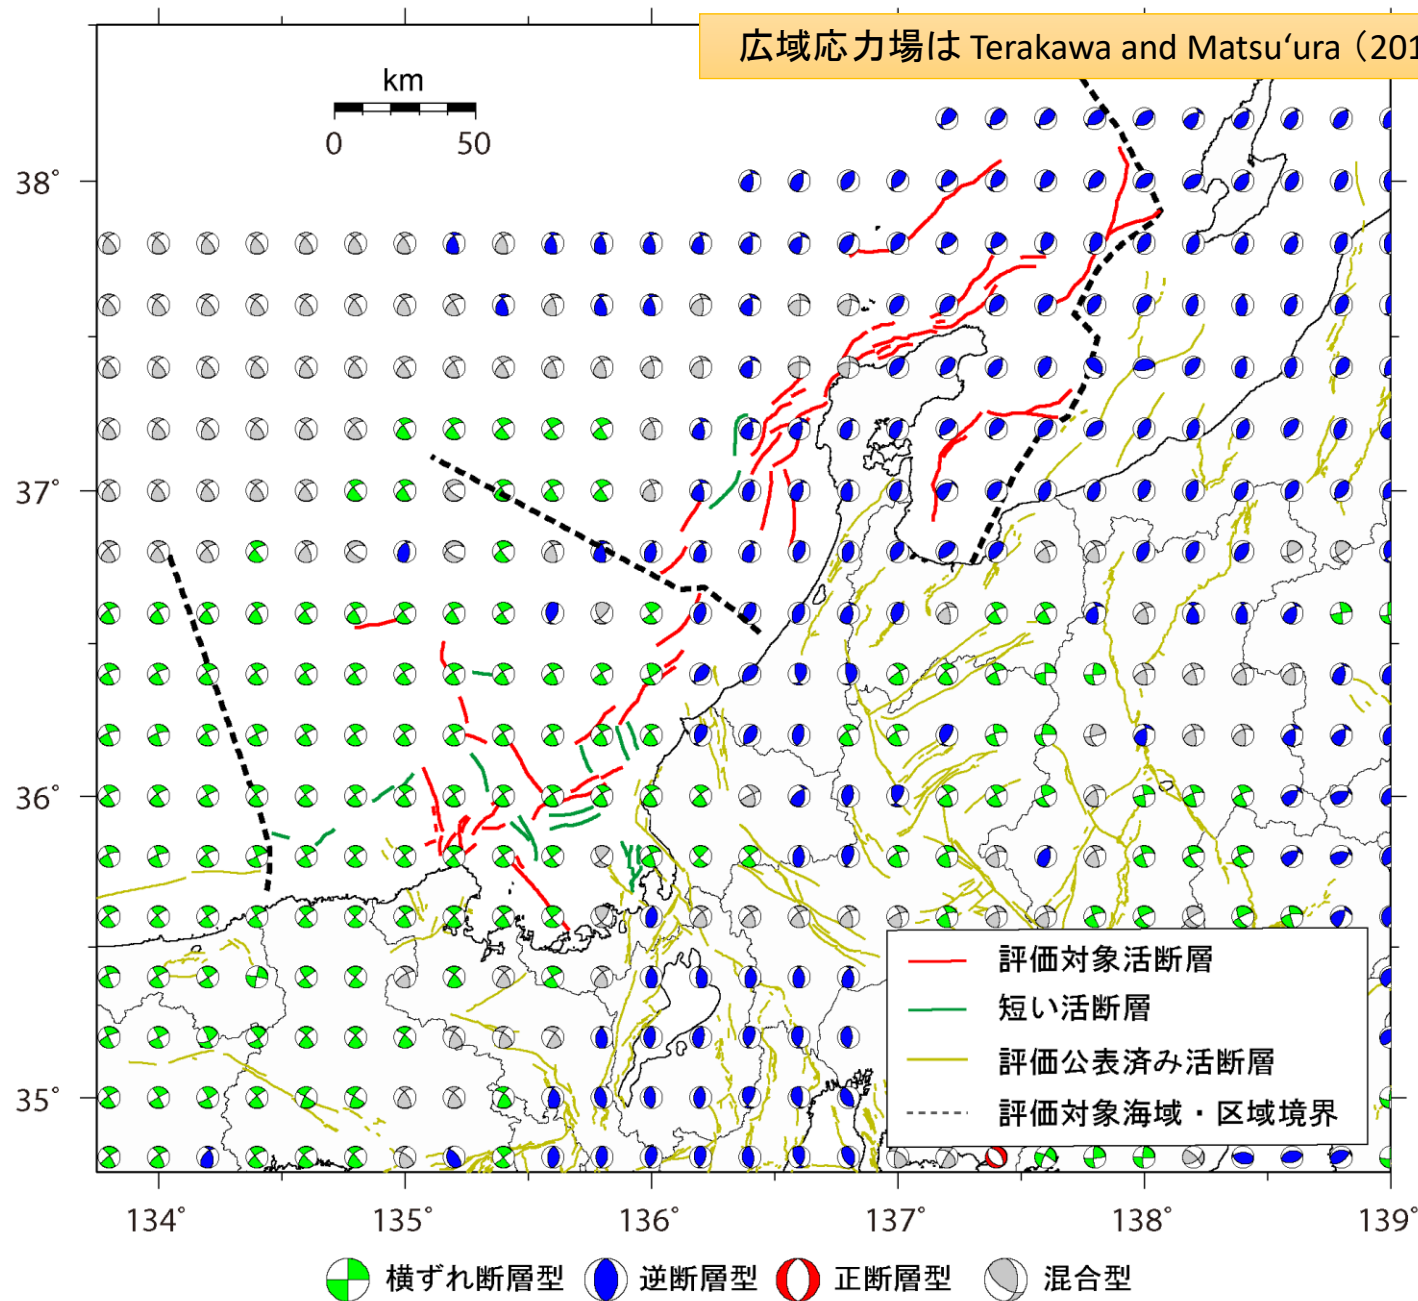 広域応力場は Terakawa and Matsu‘ura（201
km
0 50
38°
37°
36°
35°
評価対象活断層
短い活断層
評価公表済み活断層
評価対象海域・区域境界
134° 135° 136° 137° 138° 139°
横ずれ断層型 逆断層型 正断層型 混合型